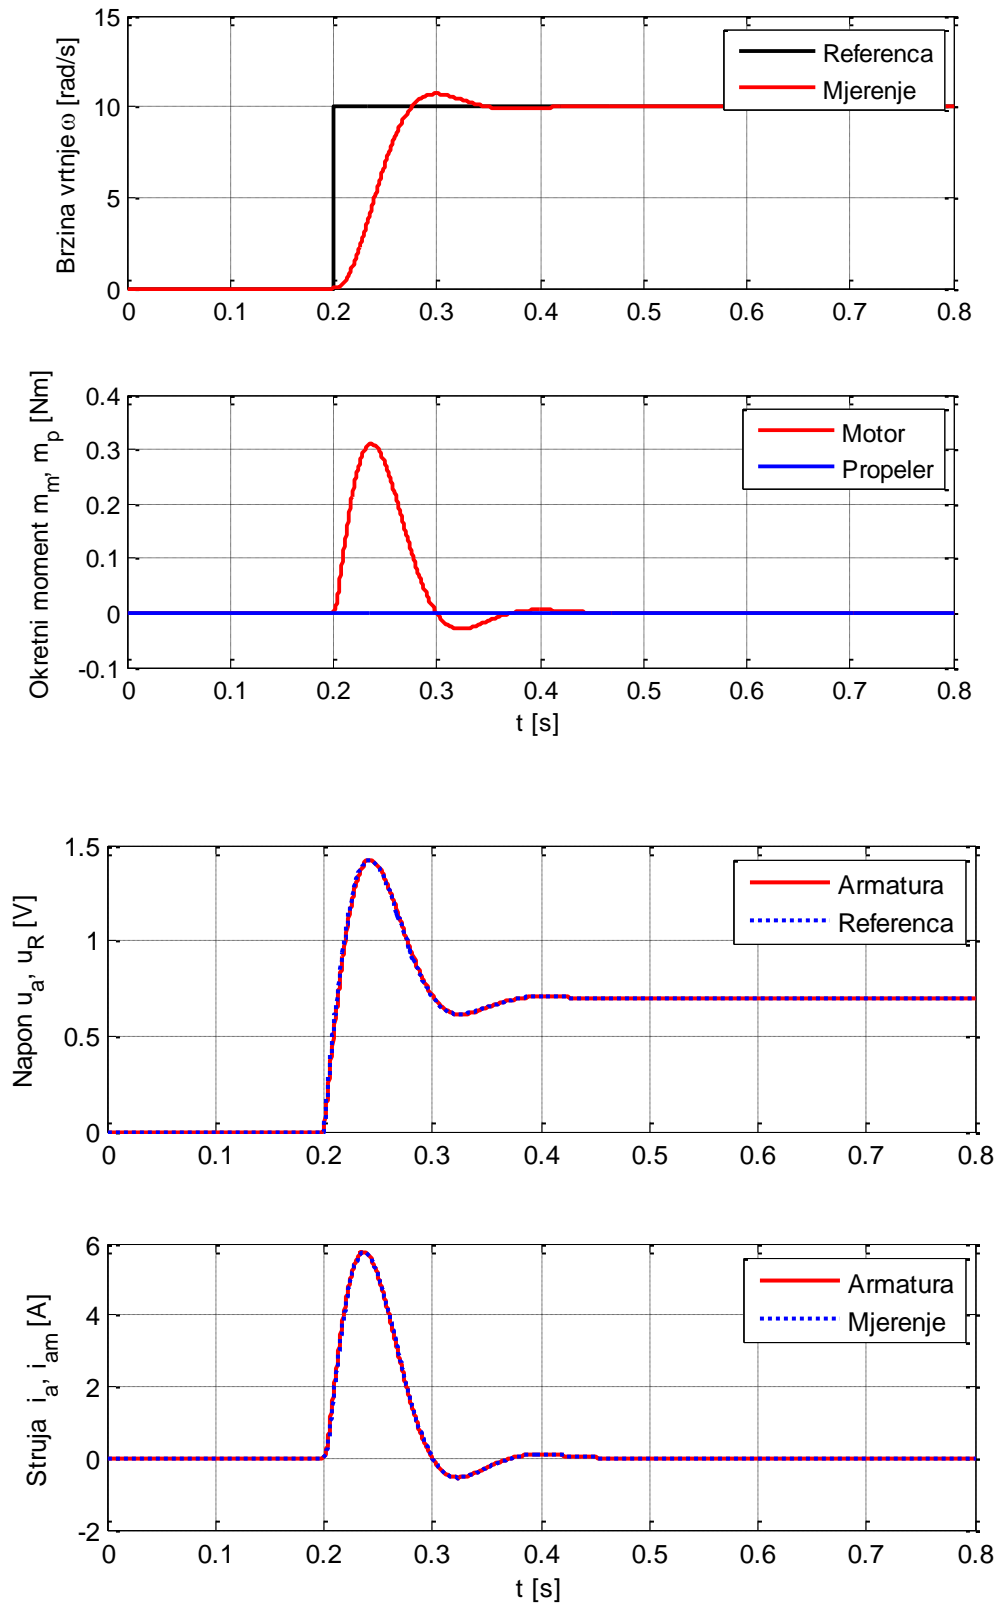 Brzina vrtnje ω [rad/s]
15
10
5
0
Referenca
Mjerenje
0 0.1 0.2 0.3 0.4 0.5 0.6 0.7 0.8
Okretni moment m_m, m_p [Nm]
0.4
0.3
0.2
0.1
0
-0.1
Motor
Propeler
0 0.1 0.2 0.3 0.4 0.5 0.6 0.7 0.8
t [s]
Napon u_a, u_R [V]
1.5
1
0.5
0
Armatura
Referenca
0 0.1 0.2 0.3 0.4 0.5 0.6 0.7 0.8
Struja i_a, i_am [A]
6
4
2
0
-2
Armatura
Mjerenje
0 0.1 0.2 0.3 0.4 0.5 0.6 0.7 0.8
t [s]